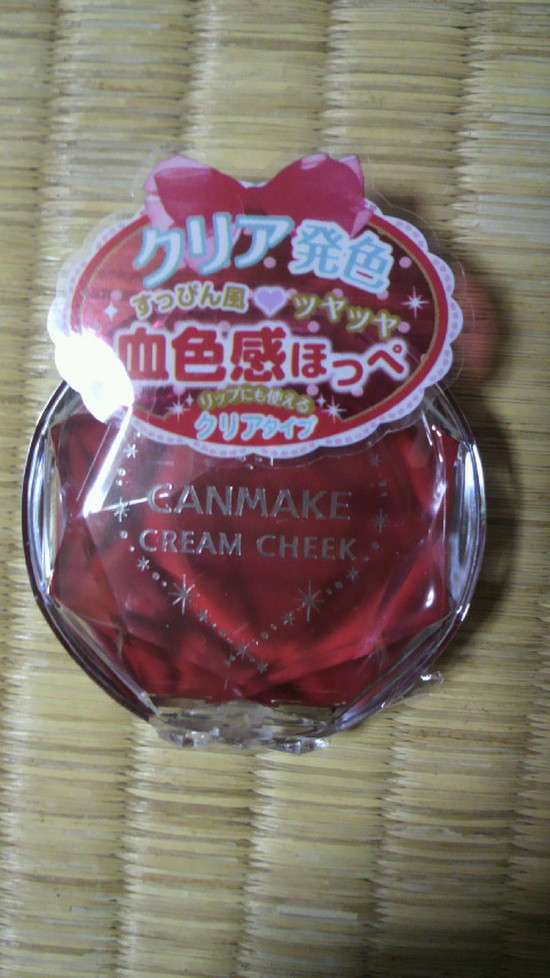 クリア発色
すっぴん風♥ツヤツヤ
血色感ほっぺ
リップにも使える
クリアタイプ
CANMAKE
CREAM CHEEK